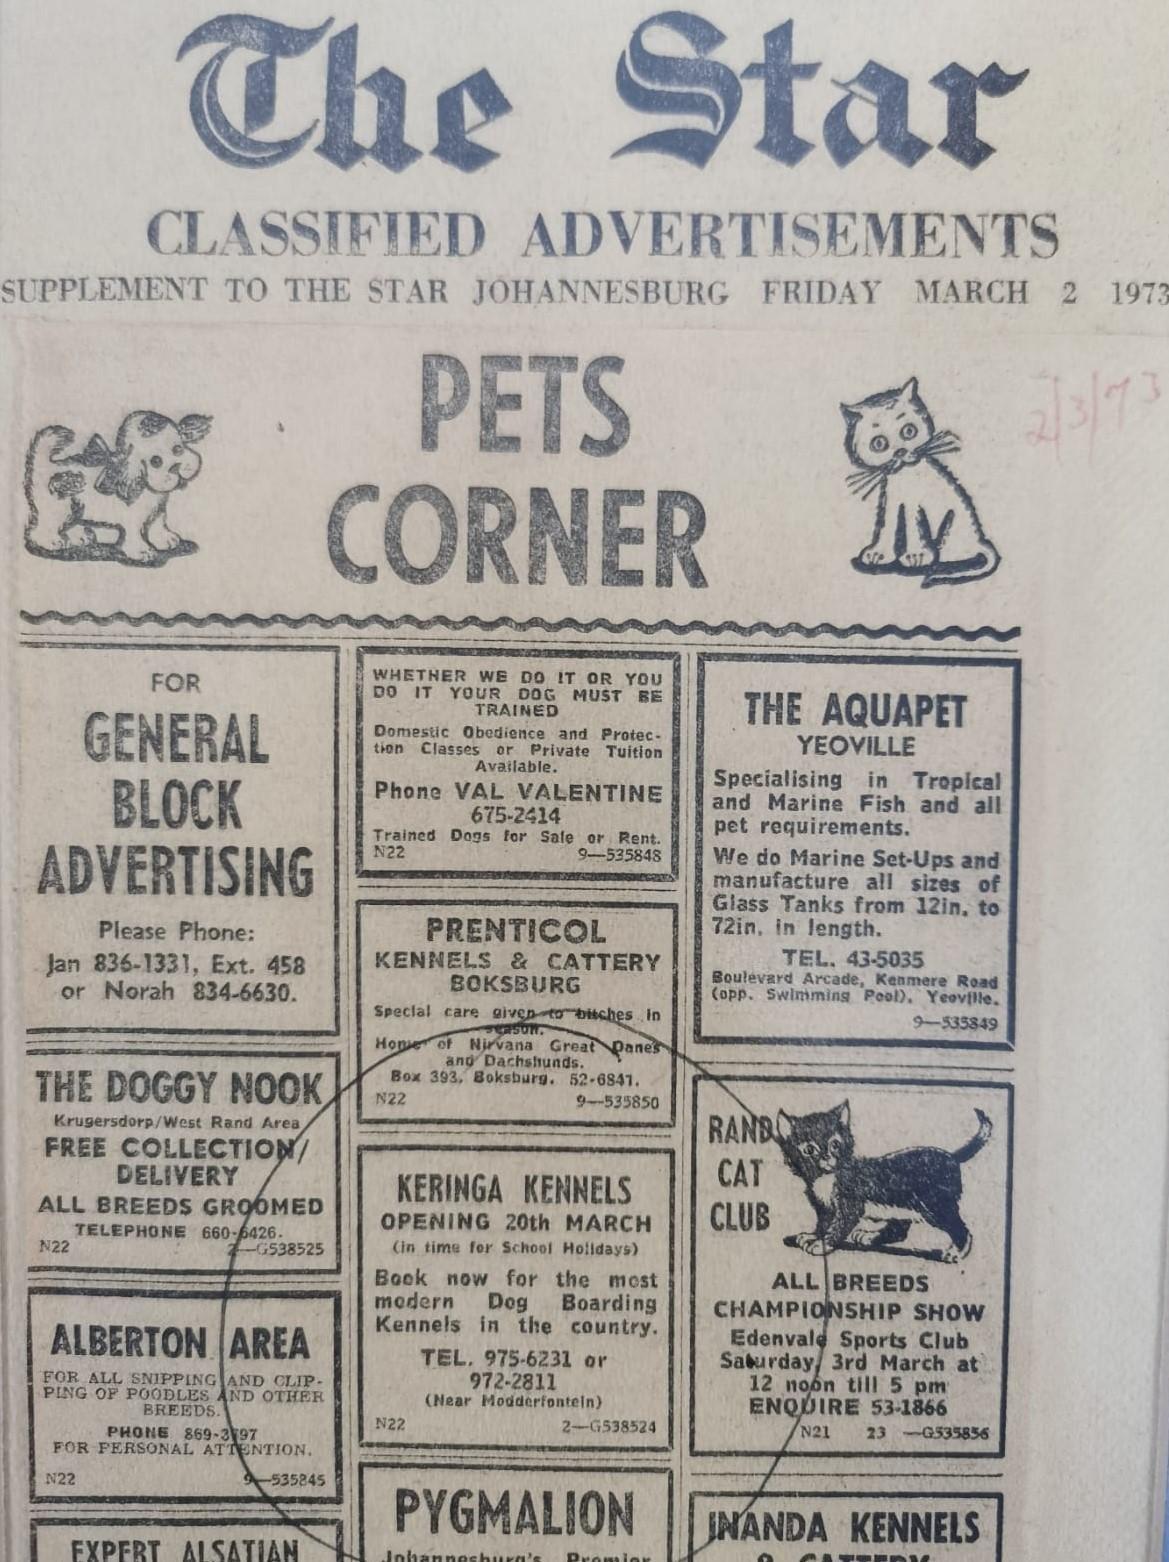 The Star
CLASSIFIED ADVERTISEMENTS
SUPPLEMENT TO THE STAR JOHANNESBURG FRIDAY MARCH 2 1973
PETS
CORNER
2/3/73
FOR
GENERAL
BLOCK
ADVERTISING
Please Phone:
Jan 836-1331, Ext. 458
or Norah 834-6630.
THE DOGGY NOOK
Krugersdorp/West Rand Area
FREE COLLECTION/
DELIVERY
ALL BREEDS GROOMED
TELEPHONE 660-6426.
N22 2—G538525
ALBERTON AREA
FOR ALL SNIPPING AND CLIP-
PING OF POODLES AND OTHER
BREEDS.
PHONE 869-3797
FOR PERSONAL ATTENTION.
N22 9—535845
EXPERT ALSATIAN
WHETHER WE DO IT OR YOU
DO IT YOUR DOG MUST BE
TRAINED
Domestic Obedience and Protec-
tion Classes or Private Tuition
Available.
Phone VAL VALENTINE
675-2414
Trained Dogs for Sale or Rent.
N22 9—535848
PRENTICOL
KENNELS & CATTERY
BOKSBURG
Special care given to bitches in
season.
Home of Nirvana Great Danes
and Dachshunds.
Box 393, Boksburg. 52-6841.
N22 9—535850
KERINGA KENNELS
OPENING 20th MARCH
(in time for School Holidays)
Book now for the most
modern Dog Boarding
Kennels in the country.
TEL. 975-6231 or
972-2811
(Near Modderfontein)
N22 2—G538524
PYGMALION
Johannesburg's Premier
THE AQUAPET
YEOVILLE
Specialising in Tropical
and Marine Fish and all
pet requirements.
We do Marine Set-Ups and
manufacture all sizes of
Glass Tanks from 12in. to
72in. in length.
TEL. 43-5035
Boulevard Arcade, Kenmere Road
(opp. Swimming Pool), Yeoville.
9—535849
RAND
CAT
CLUB
ALL BREEDS
CHAMPIONSHIP SHOW
Edenvale Sports Club
Saturday, 3rd March at
12 noon till 5 pm
ENQUIRE 53-1866
N21 23 —G535856
INANDA KENNELS
& CATTERY